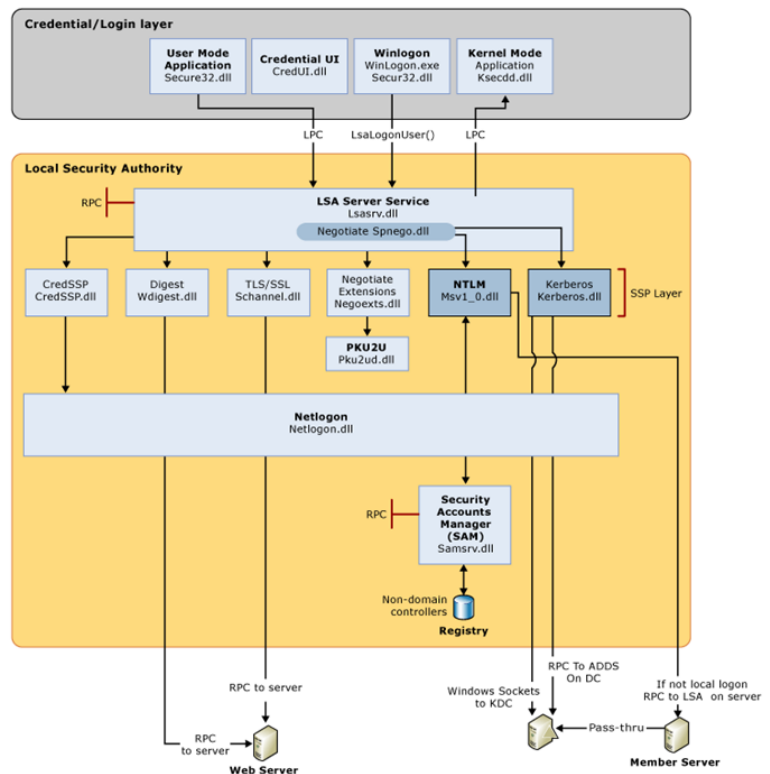 Credential/Login layer
User Mode
Application
Secure32.dll
Credential UI
CredUI.dll
Winlogon
WinLogon.exe
Secur32.dll
Kernel Mode
Application
Ksecdd.dll
LPC
LsaLogonUser()
LPC
Local Security Authority
RPC
LSA Server Service
Lsasrv.dll
Negotiate Spnego.dll
CredSSP
CredSSP.dll
Digest
Wdigest.dll
TLS/SSL
Schannel.dll
Negotiate
Extensions
Negoexts.dll
NTLM
Msv1_0.dll
Kerberos
Kerberos.dll
SSP Layer
PKU2U
Pku2ud.dll
Netlogon
Netlogon.dll
RPC
Security
Accounts
Manager
(SAM)
Samsrv.dll
Non-domain
controllers
Registry
RPC to server
RPC
to server
Web Server
Windows Sockets
to KDC
RPC To ADDS
On DC
If not local logon
RPC to LSA on server
Pass-thru
Member Server